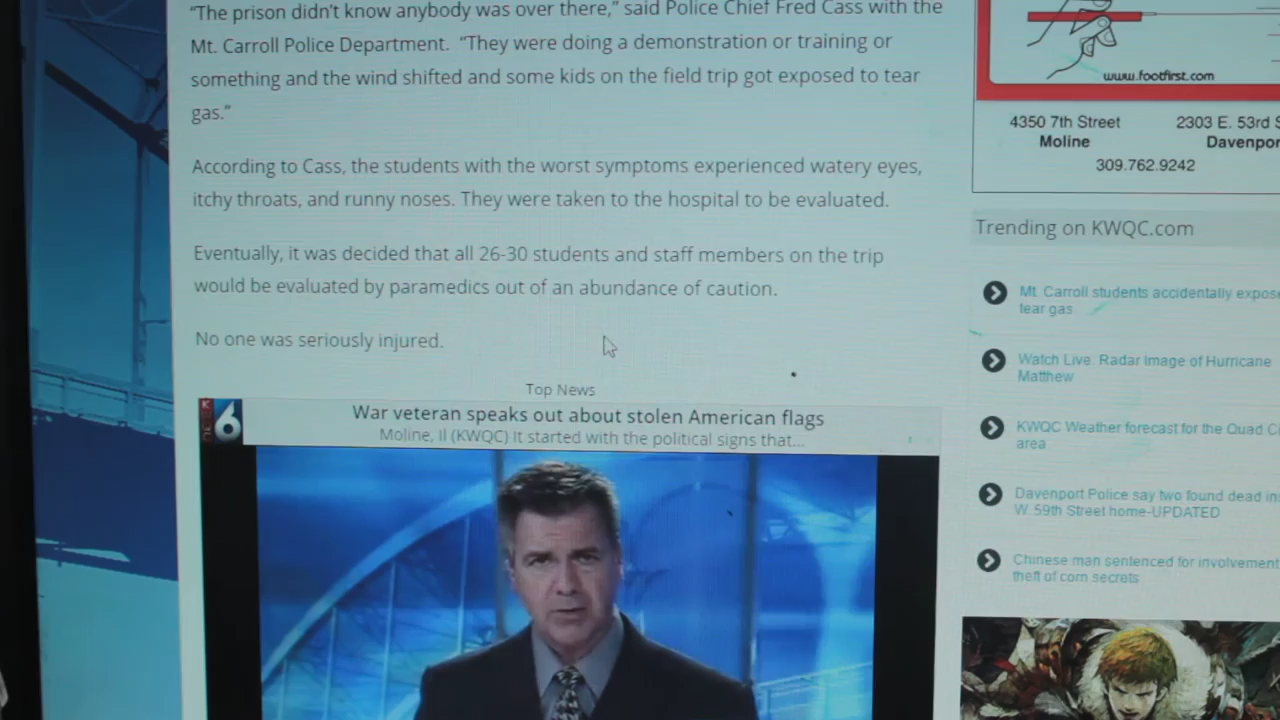 "The prison didn't know anybody was over there," said Police Chief Fred Cass with the
Mt. Carroll Police Department. "They were doing a demonstration or training or
something and the wind shifted and some kids on the field trip got exposed to tear
gas."
According to Cass, the students with the worst symptoms experienced watery eyes,
itchy throats, and runny noses. They were taken to the hospital to be evaluated.
Eventually, it was decided that all 26-30 students and staff members on the trip
would be evaluated by paramedics out of an abundance of caution.
No one was seriously injured.
Top News
KWQC 6
War veteran speaks out about stolen American flags
Moline, Il (KWQC) It started with the political signs that...
www.footfirst.com
4350 7th Street
Moline
2303 E. 53rd
Davenpor
309.762.9242
Trending on KWQC.com
Mt. Carroll students accidentally expose
tear gas
Watch Live: Radar Image of Hurricane
Matthew
KWQC Weather forecast for the Quad Ci
area
Davenport Police say two found dead in
W. 59th Street home-UPDATED
Chinese man sentenced for involvement
theft of corn secrets